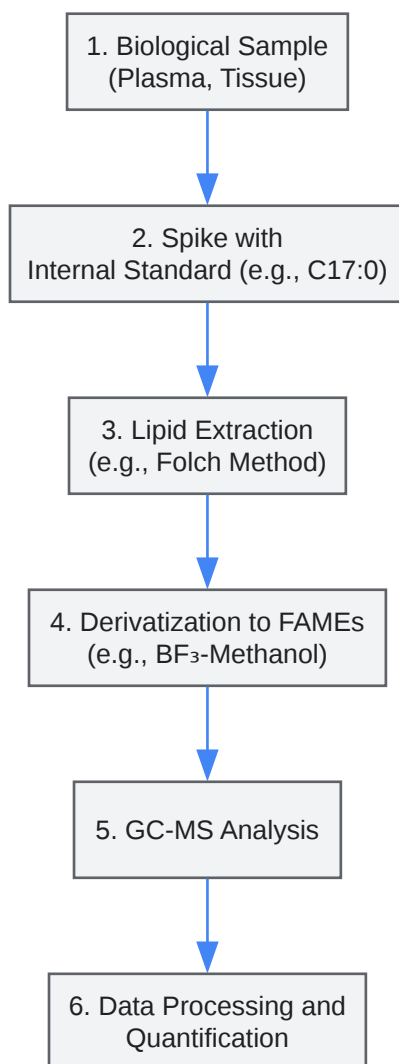 1. Biological Sample
(Plasma, Tissue)
2. Spike with
Internal Standard (e.g., C17:0)
3. Lipid Extraction
(e.g., Folch Method)
4. Derivatization to FAMEs
(e.g., BF₃-Methanol)
5. GC-MS Analysis
6. Data Processing and
Quantification